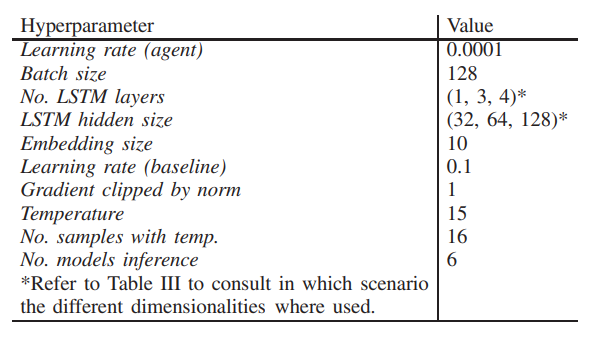 Hyperparameter Value
Learning rate (agent) 0.0001
Batch size 128
No. LSTM layers (1, 3, 4)*
LSTM hidden size (32, 64, 128)*
Embedding size 10
Learning rate (baseline) 0.1
Gradient clipped by norm 1
Temperature 15
No. samples with temp. 16
No. models inference 6
*Refer to Table III to consult in which scenario
the different dimensionalities where used.